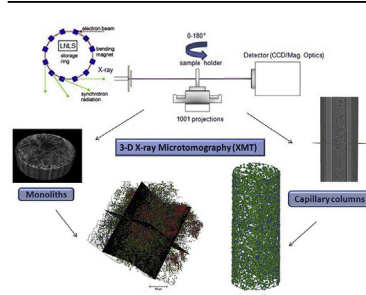 electron beam
LNLS
storage
ring
bending
magnet
X-ray
synchrotron
radiation
0-180°
sample holder
1001 projections
Detector (CCD/Mag. Optics)
3-D X-ray Microtomography (XMT)
Monoliths
Capillary columns